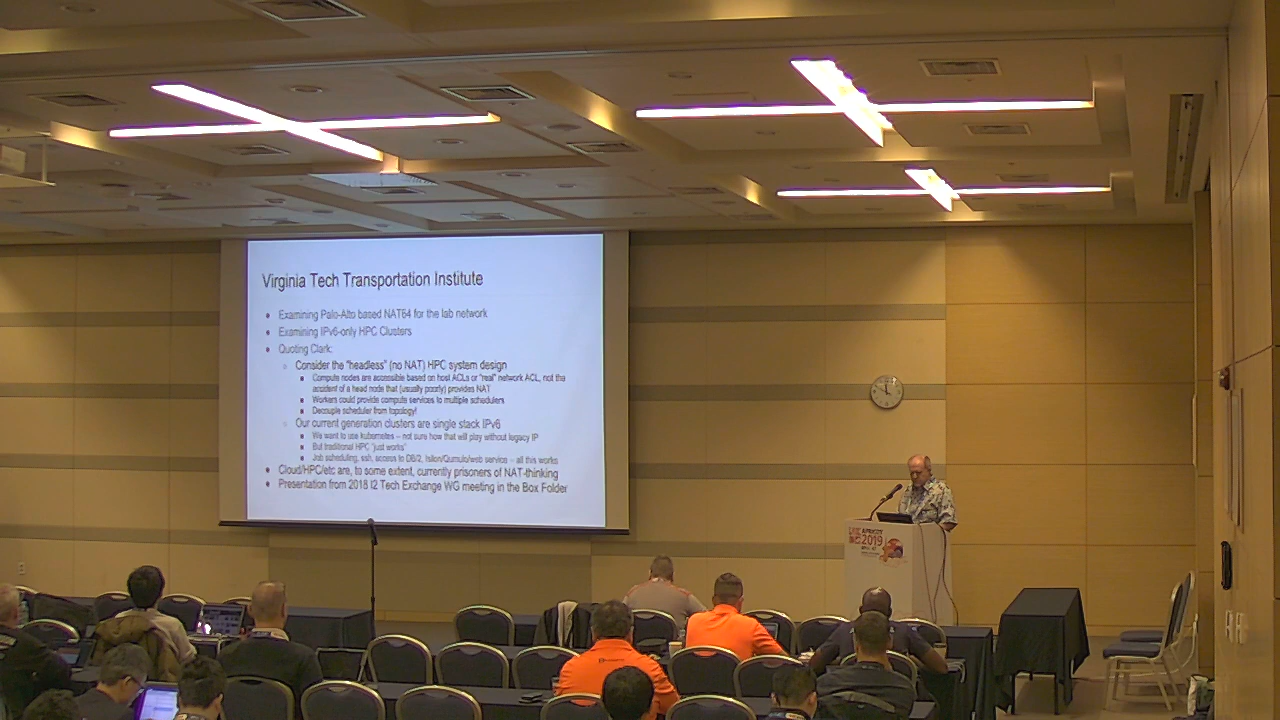 Virginia Tech Transportation Institute
Examining Palo-Alto based NAT64 for the lab network
Examining IPv6-only HPC Clusters
Quoting Clark:
Consider the "headless" (no NAT) HPC system design
Compute nodes are accessible based on host ACLs or "real" network ACL, not the
accident of a head node that (usually poorly) provides NAT
Workers could provide compute services to multiple schedulers
Decouple scheduler from topology!
Our current generation clusters are single stack IPv6
We want to use kubernetes – not sure how that will play without legacy IP
But traditional HPC "just works"
Job scheduling, ssh, access to DB/2, Isilon/Qumulo/web service – all this works
Cloud/HPC/etc are, to some extent, currently prisoners of NAT-thinking
Presentation from 2018 I2 Tech Exchange WG meeting in the Box Folder
APRICOT
2019